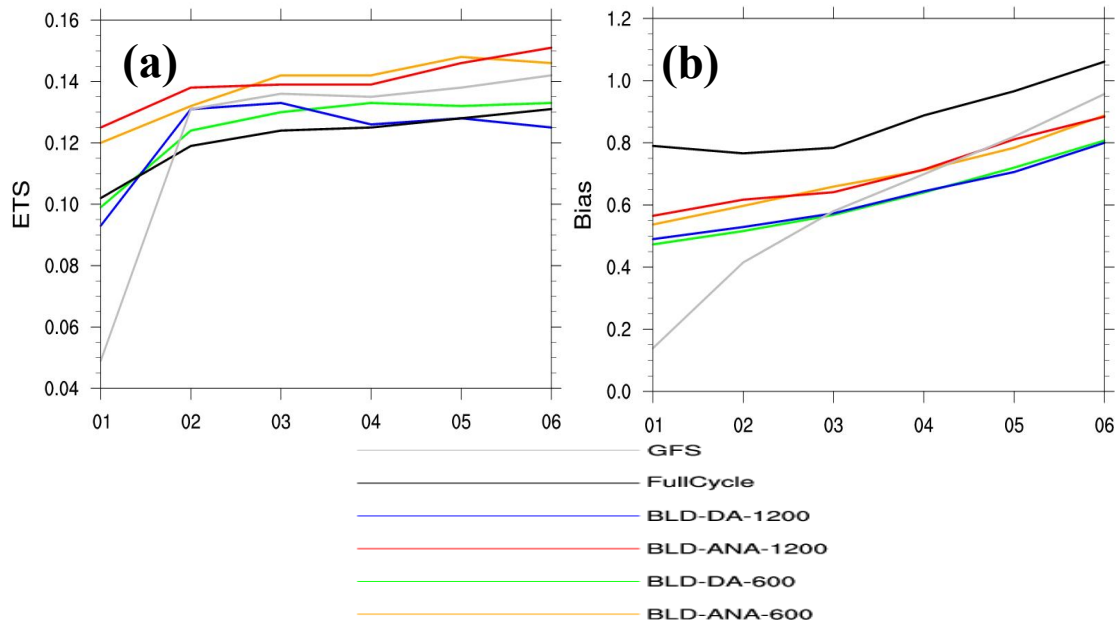 (a)
ETS
0.16
0.14
0.12
0.10
0.08
0.06
0.04
01 02 03 04 05 06
(b)
Bias
1.2
1.0
0.8
0.6
0.4
0.2
0.0
01 02 03 04 05 06
GFS
FullCycle
BLD-DA-1200
BLD-ANA-1200
BLD-DA-600
BLD-ANA-600